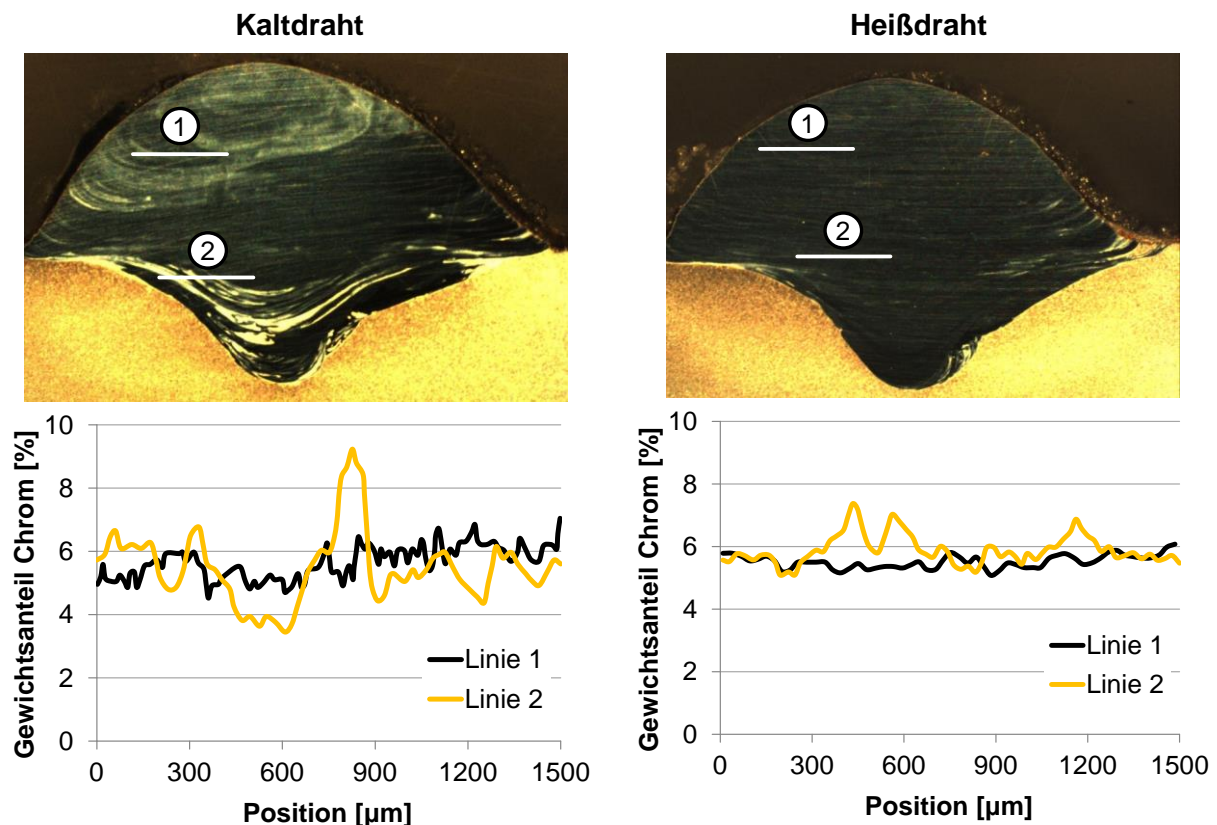 Kaltdraht
1
2
10
8
6
4
2
0
Gewichtsanteil Chrom [%]
Linie 1
Linie 2
0 300 600 900 1200 1500
Position [µm]
Heißdraht
1
2
10
8
6
4
2
0
Gewichtsanteil Chrom [%]
Linie 1
Linie 2
0 300 600 900 1200 1500
Position [µm]